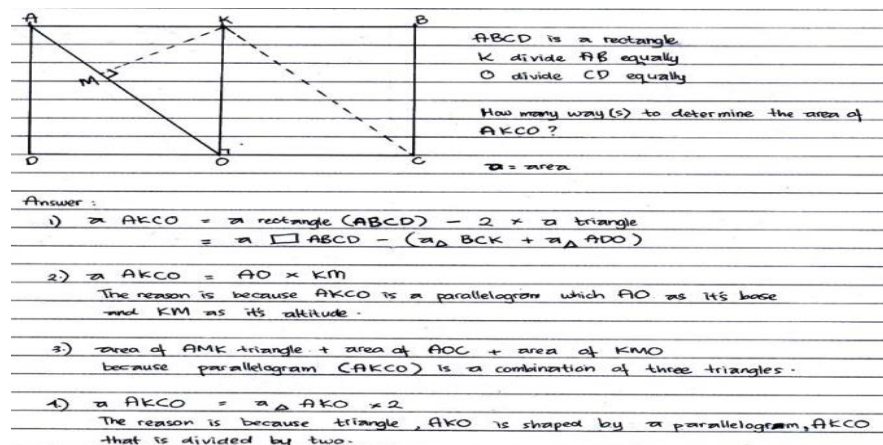 A K B
M
D O C
ABCD is a rectangle
K divide AB equally
O divide CD equally
How many way(s) to determine the area of
AKCO ?
a = area
Answer :
1) a AKCO = a rectangle (ABCD) - 2 x a triangle
= a ▭ ABCD - (a△ BCK + a△ ADO)
2.) a AKCO = AO x KM
The reason is because AKCO is a parallelogram which AO as it's base
and KM as it's altitude.
3.) area of AMK triangle + area of AOC + area of KMO
because parallelogram (AKCO) is a combination of three triangles.
4.) a AKCO = a△ AKO x2
The reason is because triangle, AKO is shaped by a parallelogram, AKCO
that is divided by two.